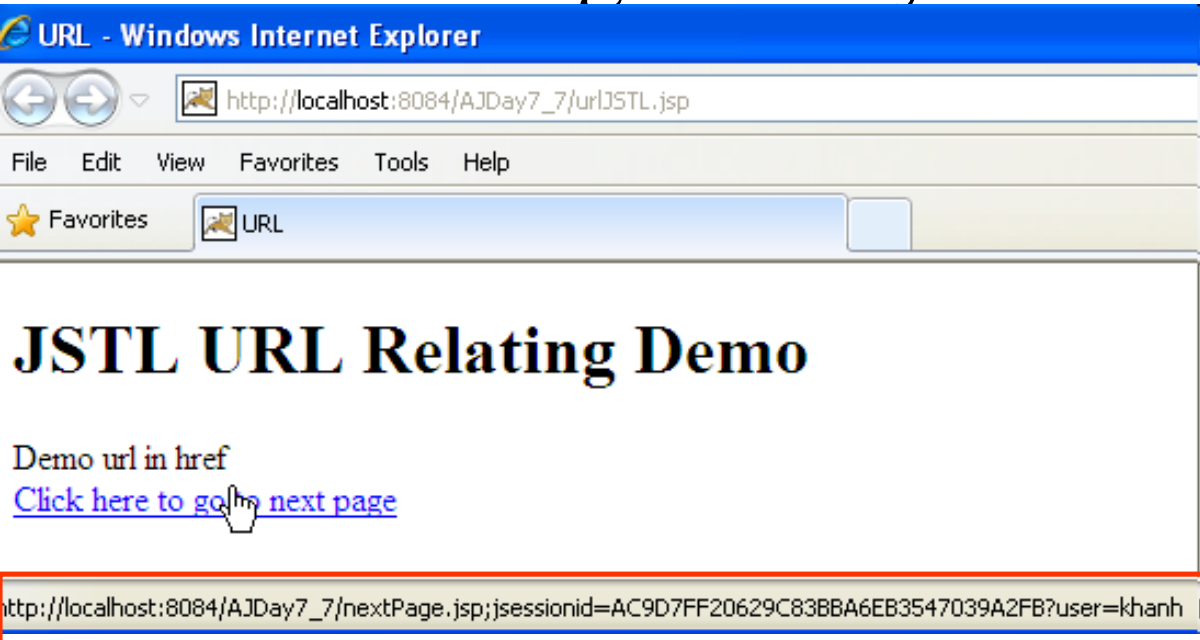 URL - Windows Internet Explorer
http://localhost:8084/AJDay7_7/urlJSTL.jsp
File Edit View Favorites Tools Help
Favorites URL
JSTL URL Relating Demo
Demo url in href
Click here to go to next page
http://localhost:8084/AJDay7_7/nextPage.jsp;jsessionid=AC9D7FF20629C83BBA6EB3547039A2FB?user=khanh